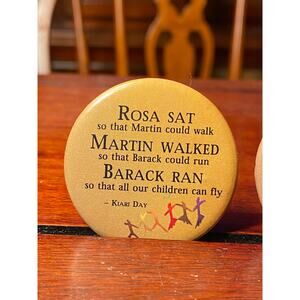 ROSA SAT
so that Martin could walk
MARTIN WALKED
so that Barack could run
BARACK RAN
so that all our children can fly
– KIARI DAY